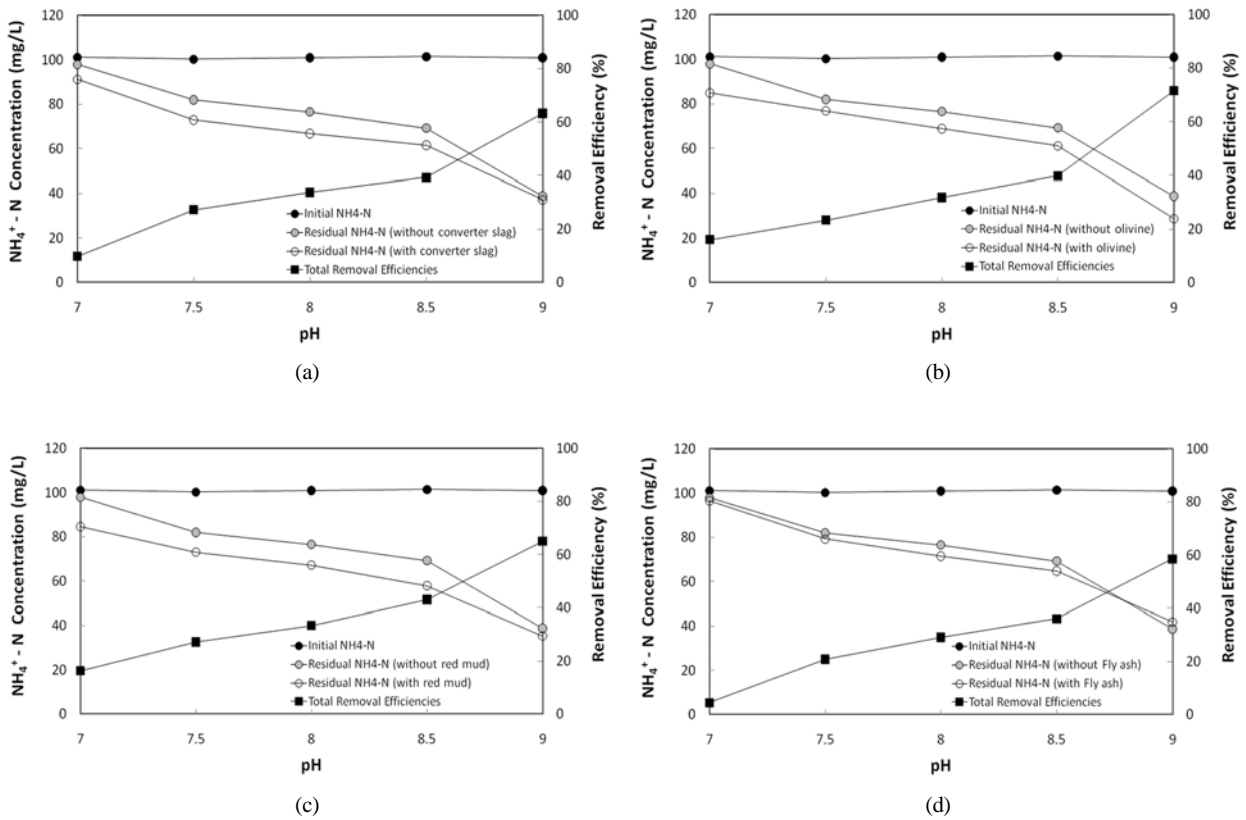 120
100
80
60
40
20
0
NH4+ - N Concentration (mg/L)
100
80
60
40
20
0
Removal Efficiency (%)
Initial NH4-N
Residual NH4-N (without converter slag)
Residual NH4-N (with converter slag)
Total Removal Efficiencies
7 7.5 8 8.5 9
pH
(a)
120
100
80
60
40
20
0
NH4+ - N Concentration (mg/L)
100
80
60
40
20
0
Removal Efficiency (%)
Initial NH4-N
Residual NH4-N (without olivine)
Residual NH4-N (with olivine)
Total Removal Efficiencies
7 7.5 8 8.5 9
pH
(b)
120
100
80
60
40
20
0
NH4+ - N Concentration (mg/L)
100
80
60
40
20
0
Removal Efficiency (%)
Initial NH4-N
Residual NH4-N (without red mud)
Residual NH4-N (with red mud)
Total Removal Efficiencies
7 7.5 8 8.5 9
pH
(c)
120
100
80
60
40
20
0
NH4+ - N Concentration (mg/L)
100
80
60
40
20
0
Removal Efficiency (%)
Initial NH4-N
Residual NH4-N (without Fly ash)
Residual NH4-N (with Fly ash)
Total Removal Efficiencies
7 7.5 8 8.5 9
pH
(d)